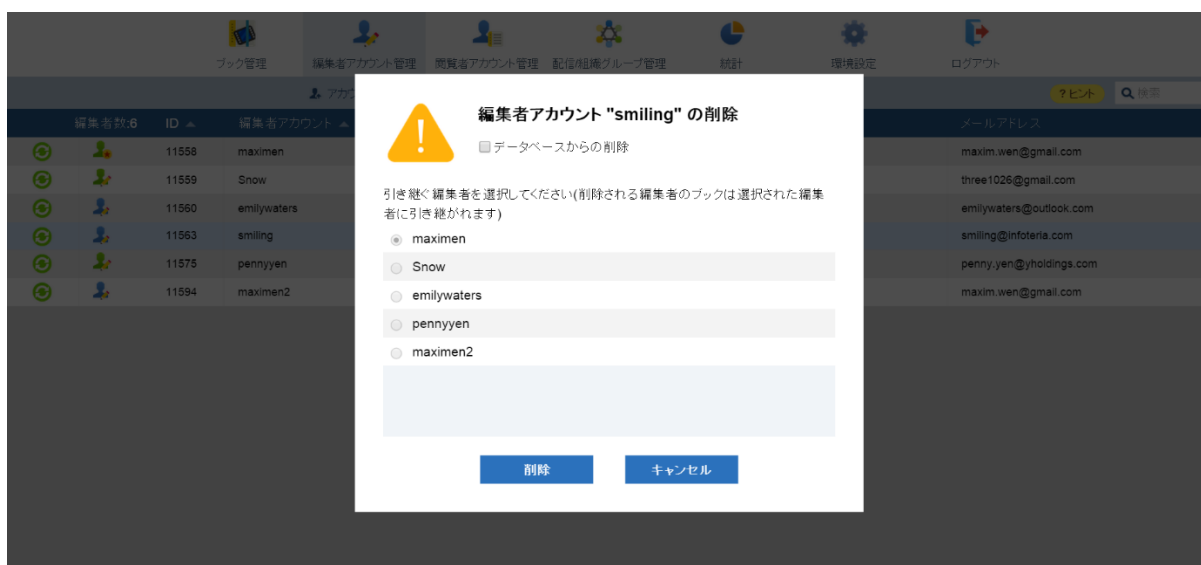 ブック管理
編集者アカウント管理
閲覧者アカウント管理
配信/組織グループ管理
統計
環境設定
ログアウト
アカウ
? ヒント
検索
編集者数:6 ID 編集者アカウント メールアドレス
11558 maximen maxim.wen@gmail.com
11559 Snow three1026@gmail.com
11560 emilywaters emilywaters@outlook.com
11563 smiling smiling@infoteria.com
11575 pennyyen penny.yen@yholdings.com
11594 maximen2 maxim.wen@gmail.com
編集者アカウント "smiling" の削除
データベースからの削除
引き継ぐ編集者を選択してください(削除される編集者のブックは選択された編集
者に引き継がれます)
maximen
Snow
emilywaters
pennyyen
maximen2
削除
キャンセル